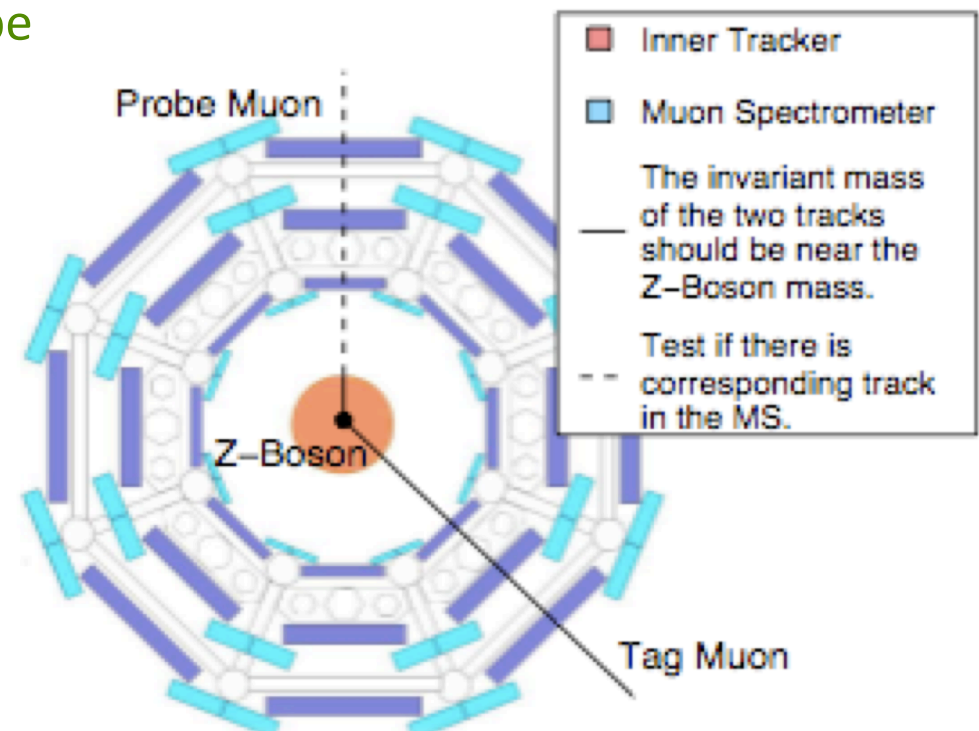 be
Probe Muon
Inner Tracker
Muon Spectrometer
The invariant mass
of the two tracks
should be near the
Z–Boson mass.
Test if there is
corresponding track
in the MS.
Z–Boson
Tag Muon